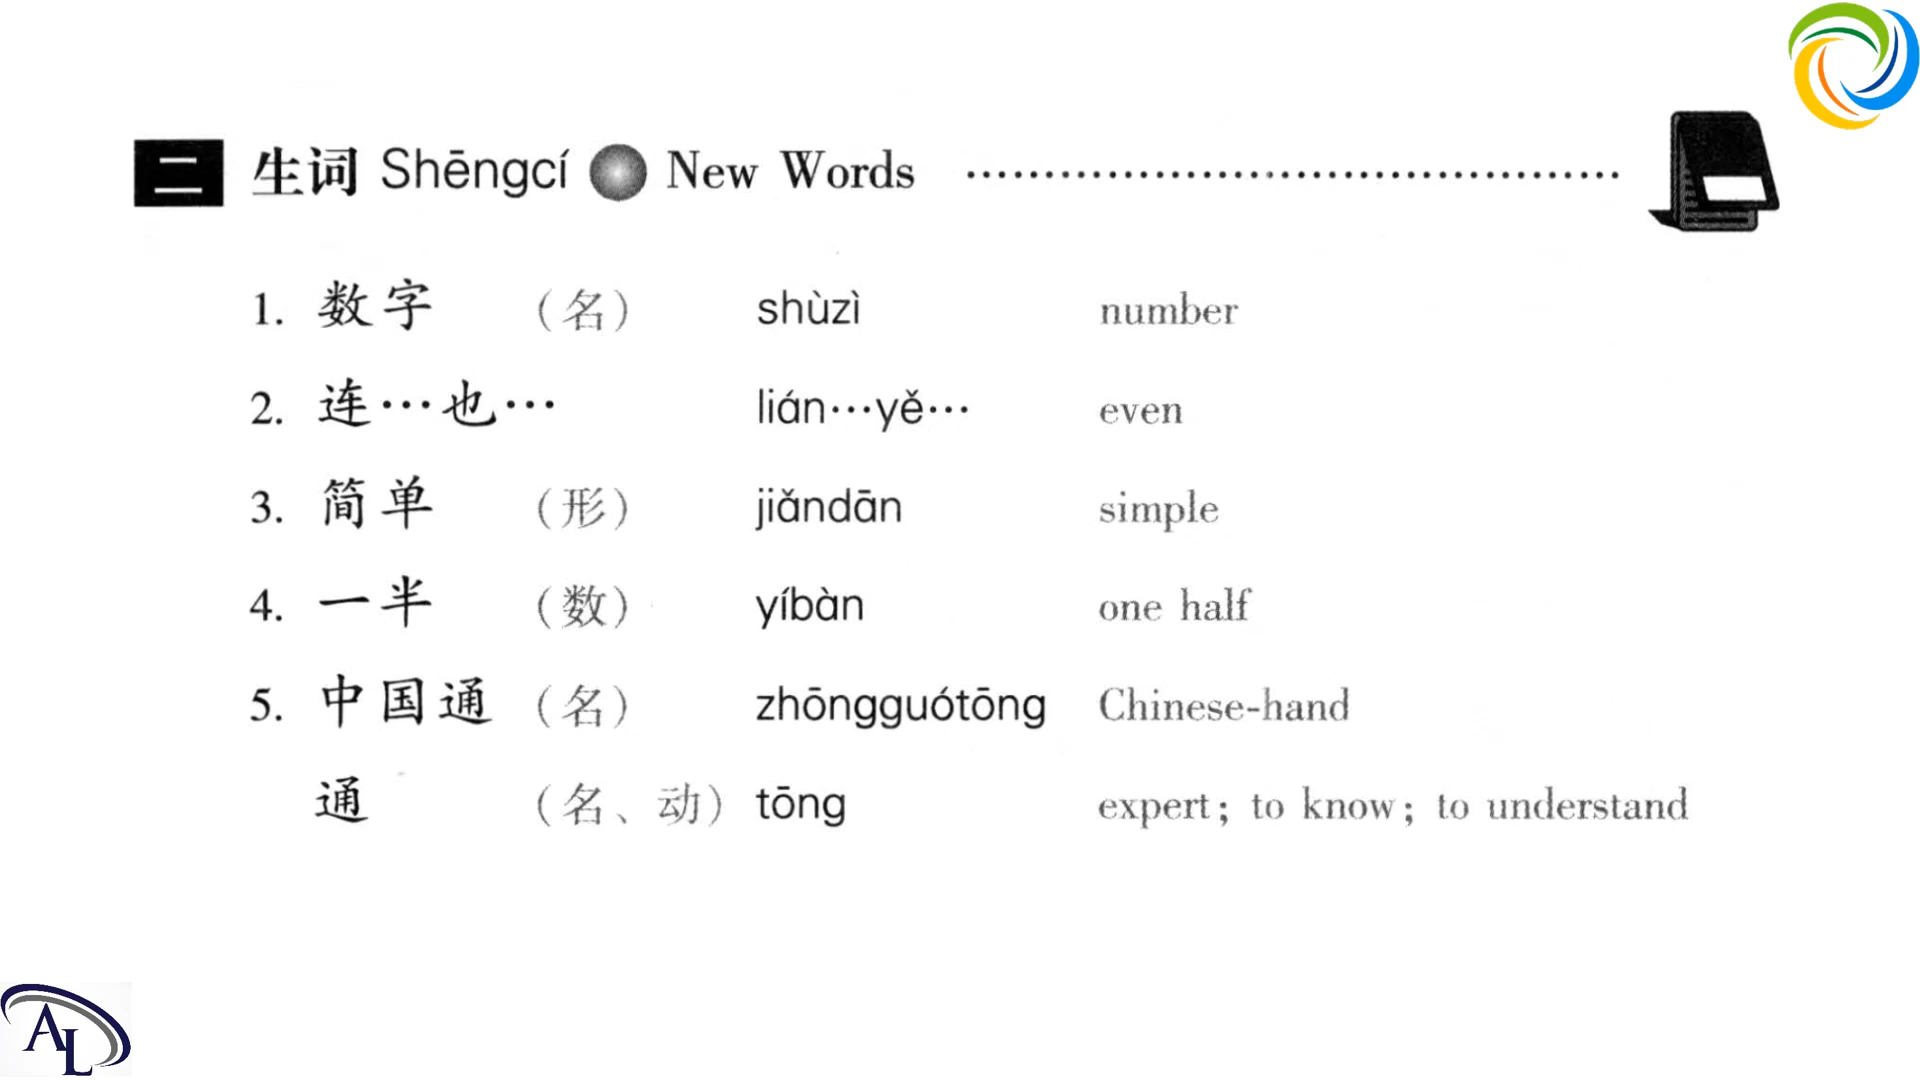 二 生词 Shēngcí New Words
1. 数字 （名） shùzì number
2. 连…也… lián…yě… even
3. 简单 （形） jiǎndān simple
4. 一半 （数） yíbàn one half
5. 中国通 （名） zhōngguótōng Chinese-hand
通 （名、动） tōng expert; to know; to understand
AL